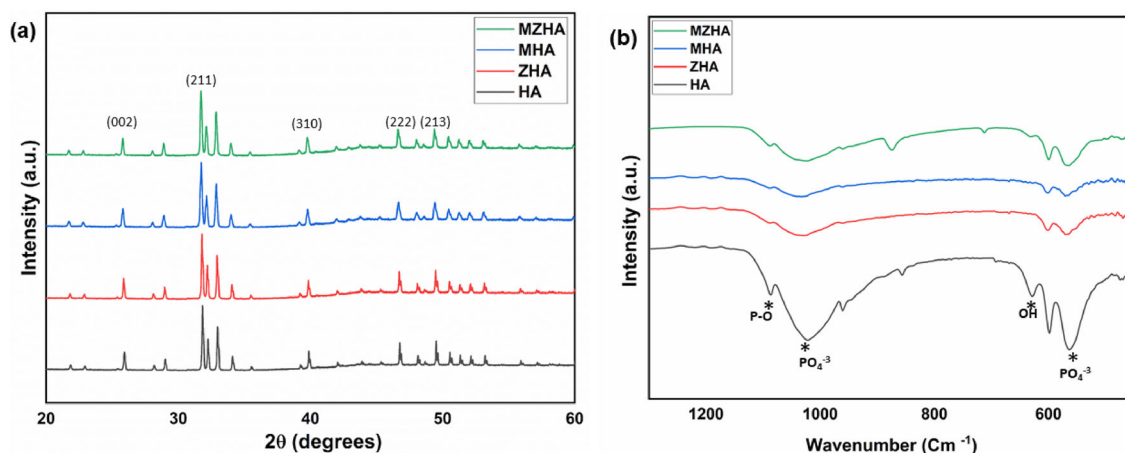 (a)
MZHA
MHA
ZHA
HA
(002)
(211)
(310)
(222)
(213)
Intensity (a.u.)
20
30
40
50
60
2θ (degrees)
(b)
MZHA
MHA
ZHA
HA
Intensity (a.u.)
*
P-O
*
PO₄⁻³
OH
*
*
PO₄⁻³
1200
1000
800
600
Wavenumber (Cm ⁻¹)